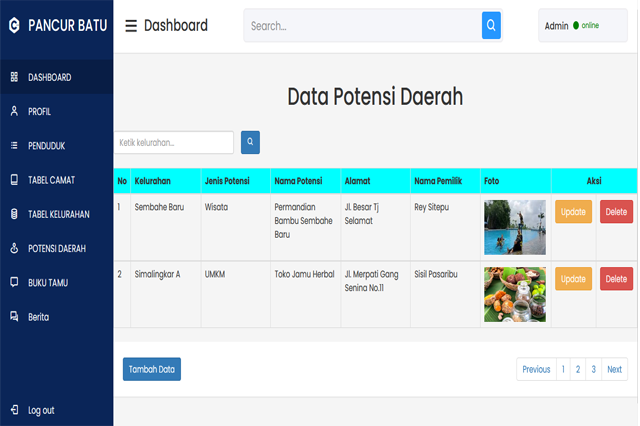 PANCUR BATU
Dashboard
Search...
Admin
online
DASHBOARD
PROFIL
PENDUDUK
TABEL CAMAT
TABEL KELURAHAN
POTENSI DAERAH
BUKU TAMU
Berita
Log out
Data Potensi Daerah
Ketik kelurahan...
No Kelurahan Jenis Potensi Nama Potensi Alamat Nama Pemilik Foto Aksi
1 Sembahe Baru Wisata Permandian Jl. Besar Tj Rey Sitepu Update Delete
Bambu Sembahe Selamat
Baru
2 Simalingkar A UMKM Toko Jamu Herbal Jl. Merpati Gang Sisil Pasaribu Update Delete
Senina No.11
Tambah Data
Previous 1 2 3 Next